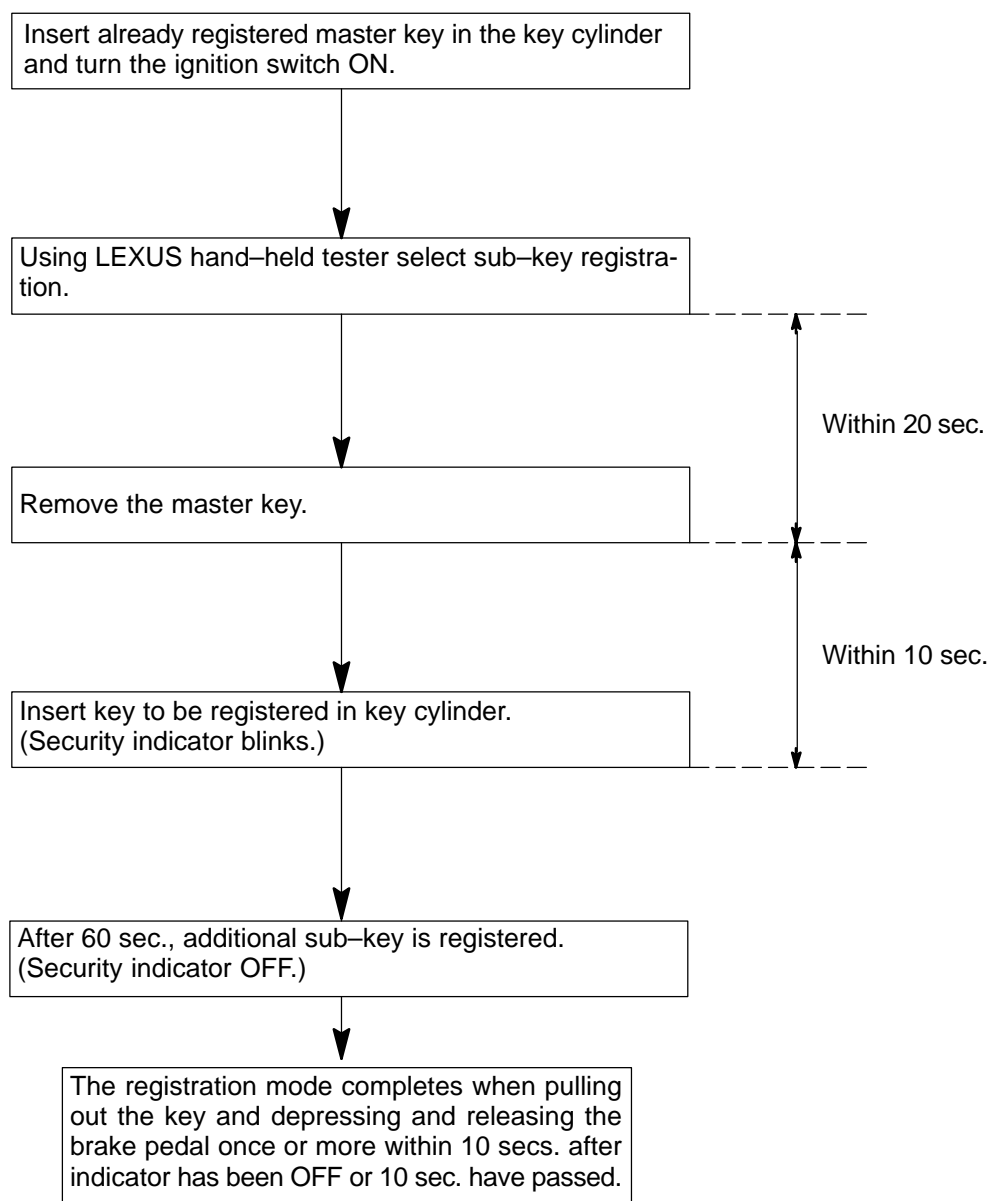 Insert already registered master key in the key cylinder
and turn the ignition switch ON.
Using LEXUS hand–held tester select sub–key registra-
tion.
Within 20 sec.
Remove the master key.
Within 10 sec.
Insert key to be registered in key cylinder.
(Security indicator blinks.)
After 60 sec., additional sub–key is registered.
(Security indicator OFF.)
The registration mode completes when pulling
out the key and depressing and releasing the
brake pedal once or more within 10 secs. after
indicator has been OFF or 10 sec. have passed.